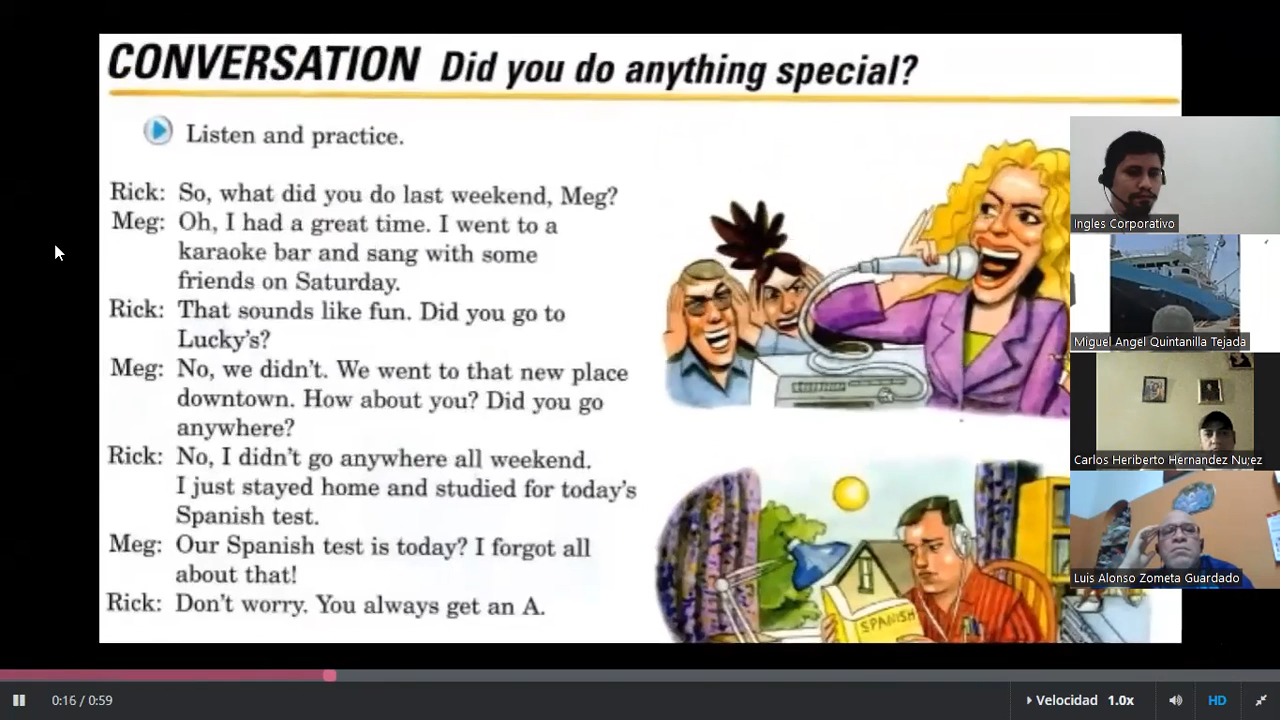 CONVERSATION Did you do anything special?
Listen and practice.
Rick: So, what did you do last weekend, Meg?
Meg: Oh, I had a great time. I went to a
karaoke bar and sang with some
friends on Saturday.
Rick: That sounds like fun. Did you go to
Lucky's?
Meg: No, we didn't. We went to that new place
downtown. How about you? Did you go
anywhere?
Rick: No, I didn't go anywhere all weekend.
I just stayed home and studied for today's
Spanish test.
Meg: Our Spanish test is today? I forgot all
about that!
Rick: Don't worry. You always get an A.
SPANISH
Ingles Corporativo
Miguel Angel Quintanilla Tejada
Carlos Heriberto Hernandez Nu;ez
Luis Alonso Zometa Guardado
0:16 / 0:59
Velocidad 1.0x
HD